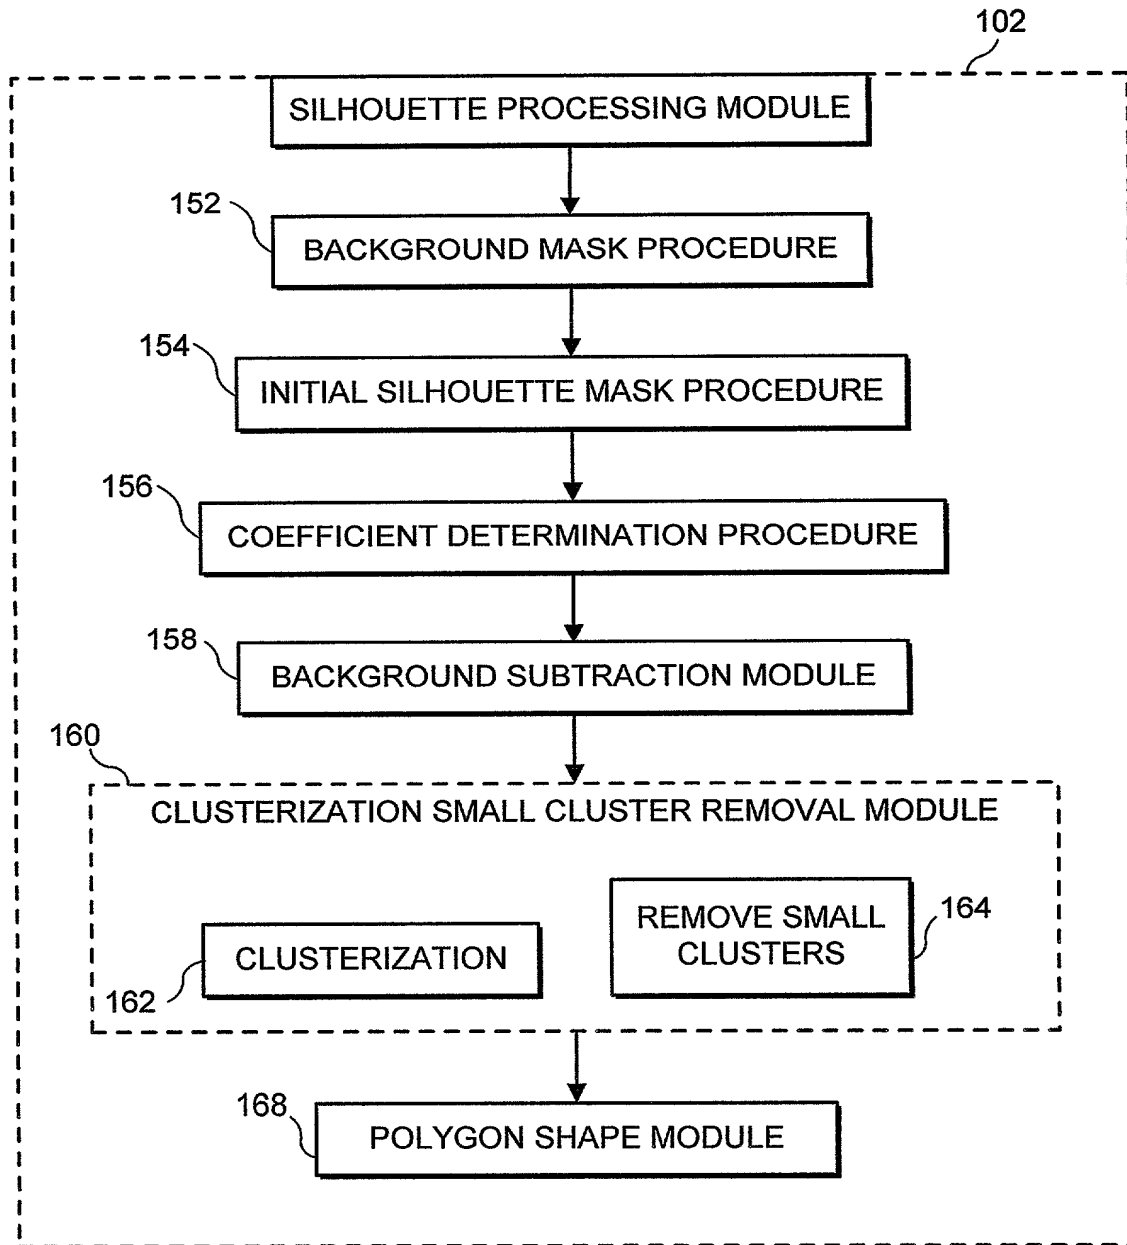 102
SILHOUETTE PROCESSING MODULE
152
BACKGROUND MASK PROCEDURE
154
INITIAL SILHOUETTE MASK PROCEDURE
156
COEFFICIENT DETERMINATION PROCEDURE
158
BACKGROUND SUBTRACTION MODULE
160
CLUSTERIZATION SMALL CLUSTER REMOVAL MODULE
CLUSTERIZATION
162
REMOVE SMALL
CLUSTERS
164
168
POLYGON SHAPE MODULE